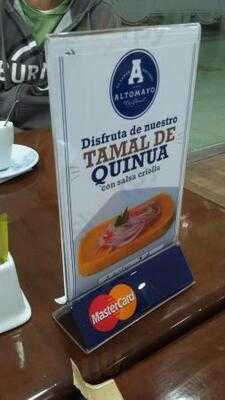 A
ALTOMAYO
Disfruta de nuestro
TAMAL DE
QUINUA
con salsa criolla
MasterCard